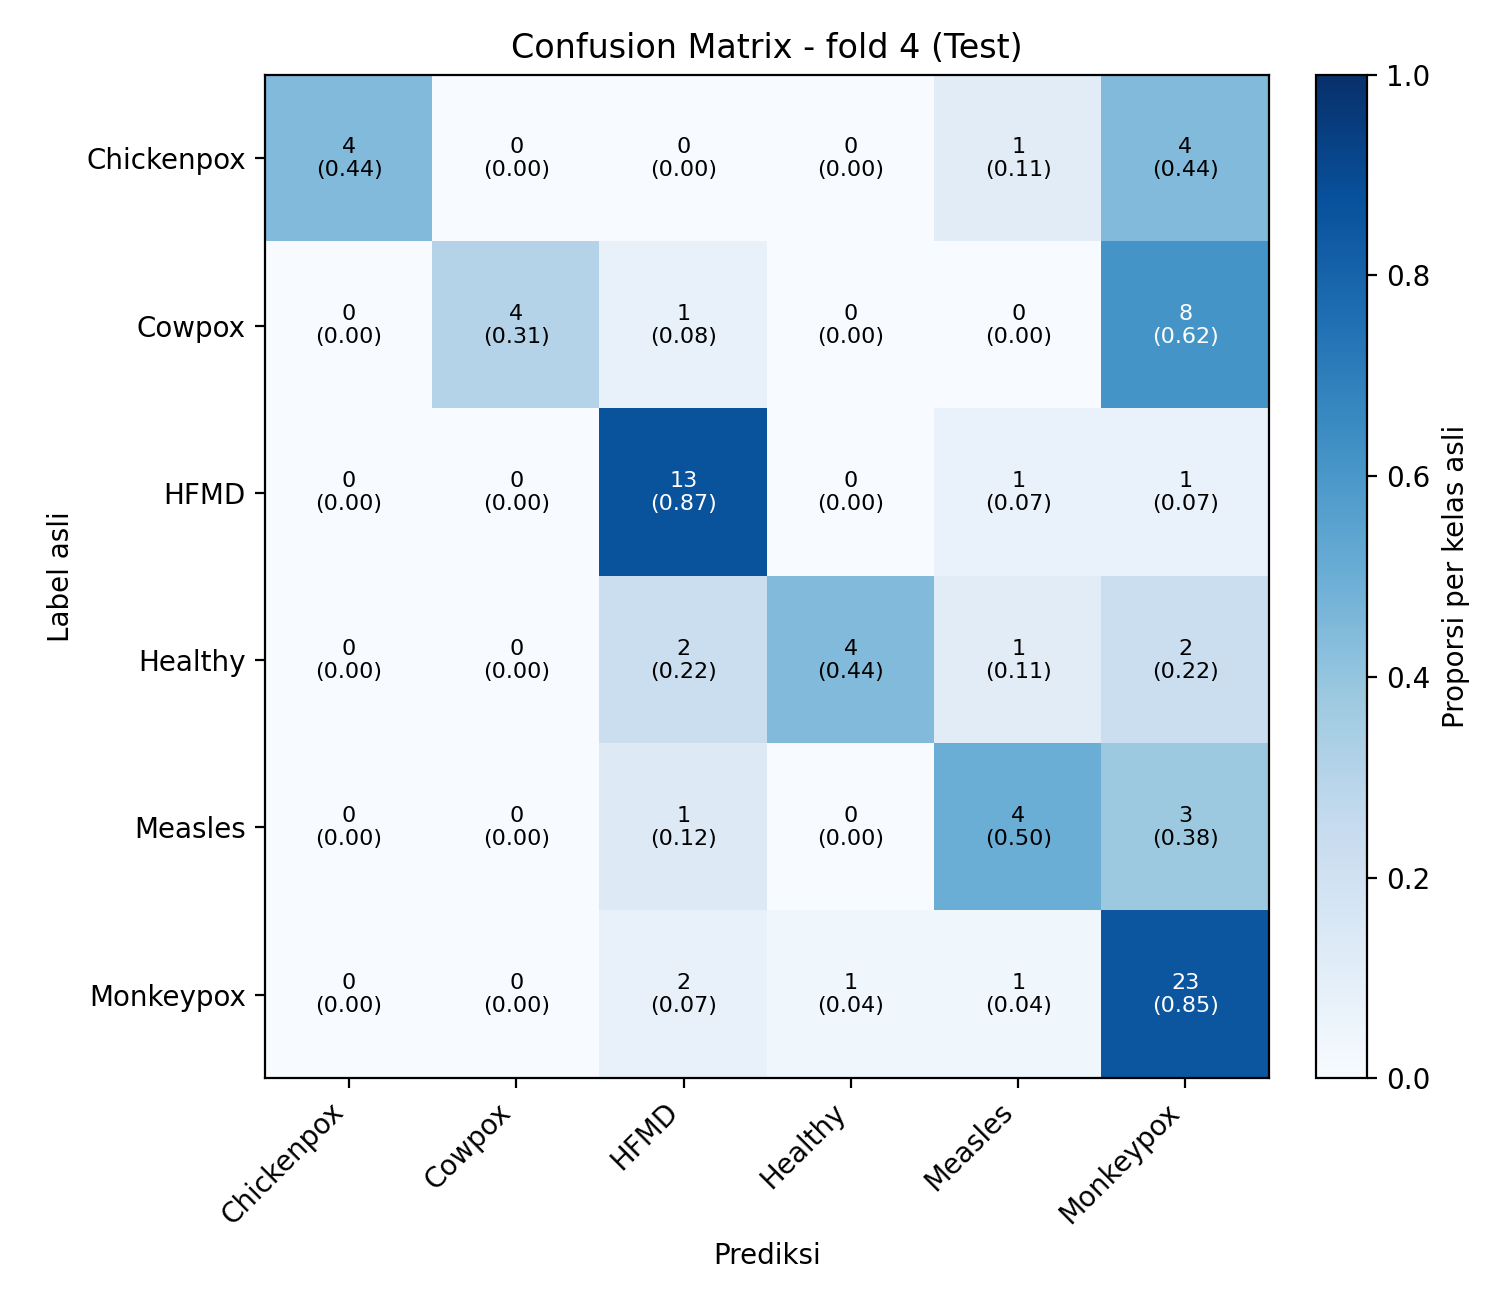 Confusion Matrix - fold 4 (Test)
Chickenpox
4 0 0 0 1 4
(0.44) (0.00) (0.00) (0.00) (0.11) (0.44)
Cowpox
0 4 1 0 0 8
(0.00) (0.31) (0.08) (0.00) (0.00) (0.62)
HFMD
0 0 13 0 1 1
(0.00) (0.00) (0.87) (0.00) (0.07) (0.07)
Healthy
0 0 2 4 1 2
(0.00) (0.00) (0.22) (0.44) (0.11) (0.22)
Measles
0 0 1 0 4 3
(0.00) (0.00) (0.12) (0.00) (0.50) (0.38)
Monkeypox
0 0 2 1 1 23
(0.00) (0.00) (0.07) (0.04) (0.04) (0.85)
Label asli
Chickenpox Cowpox HFMD Healthy Measles Monkeypox
Prediksi
1.0
0.8
0.6
0.4
0.2
0.0
Proporsi per kelas asli